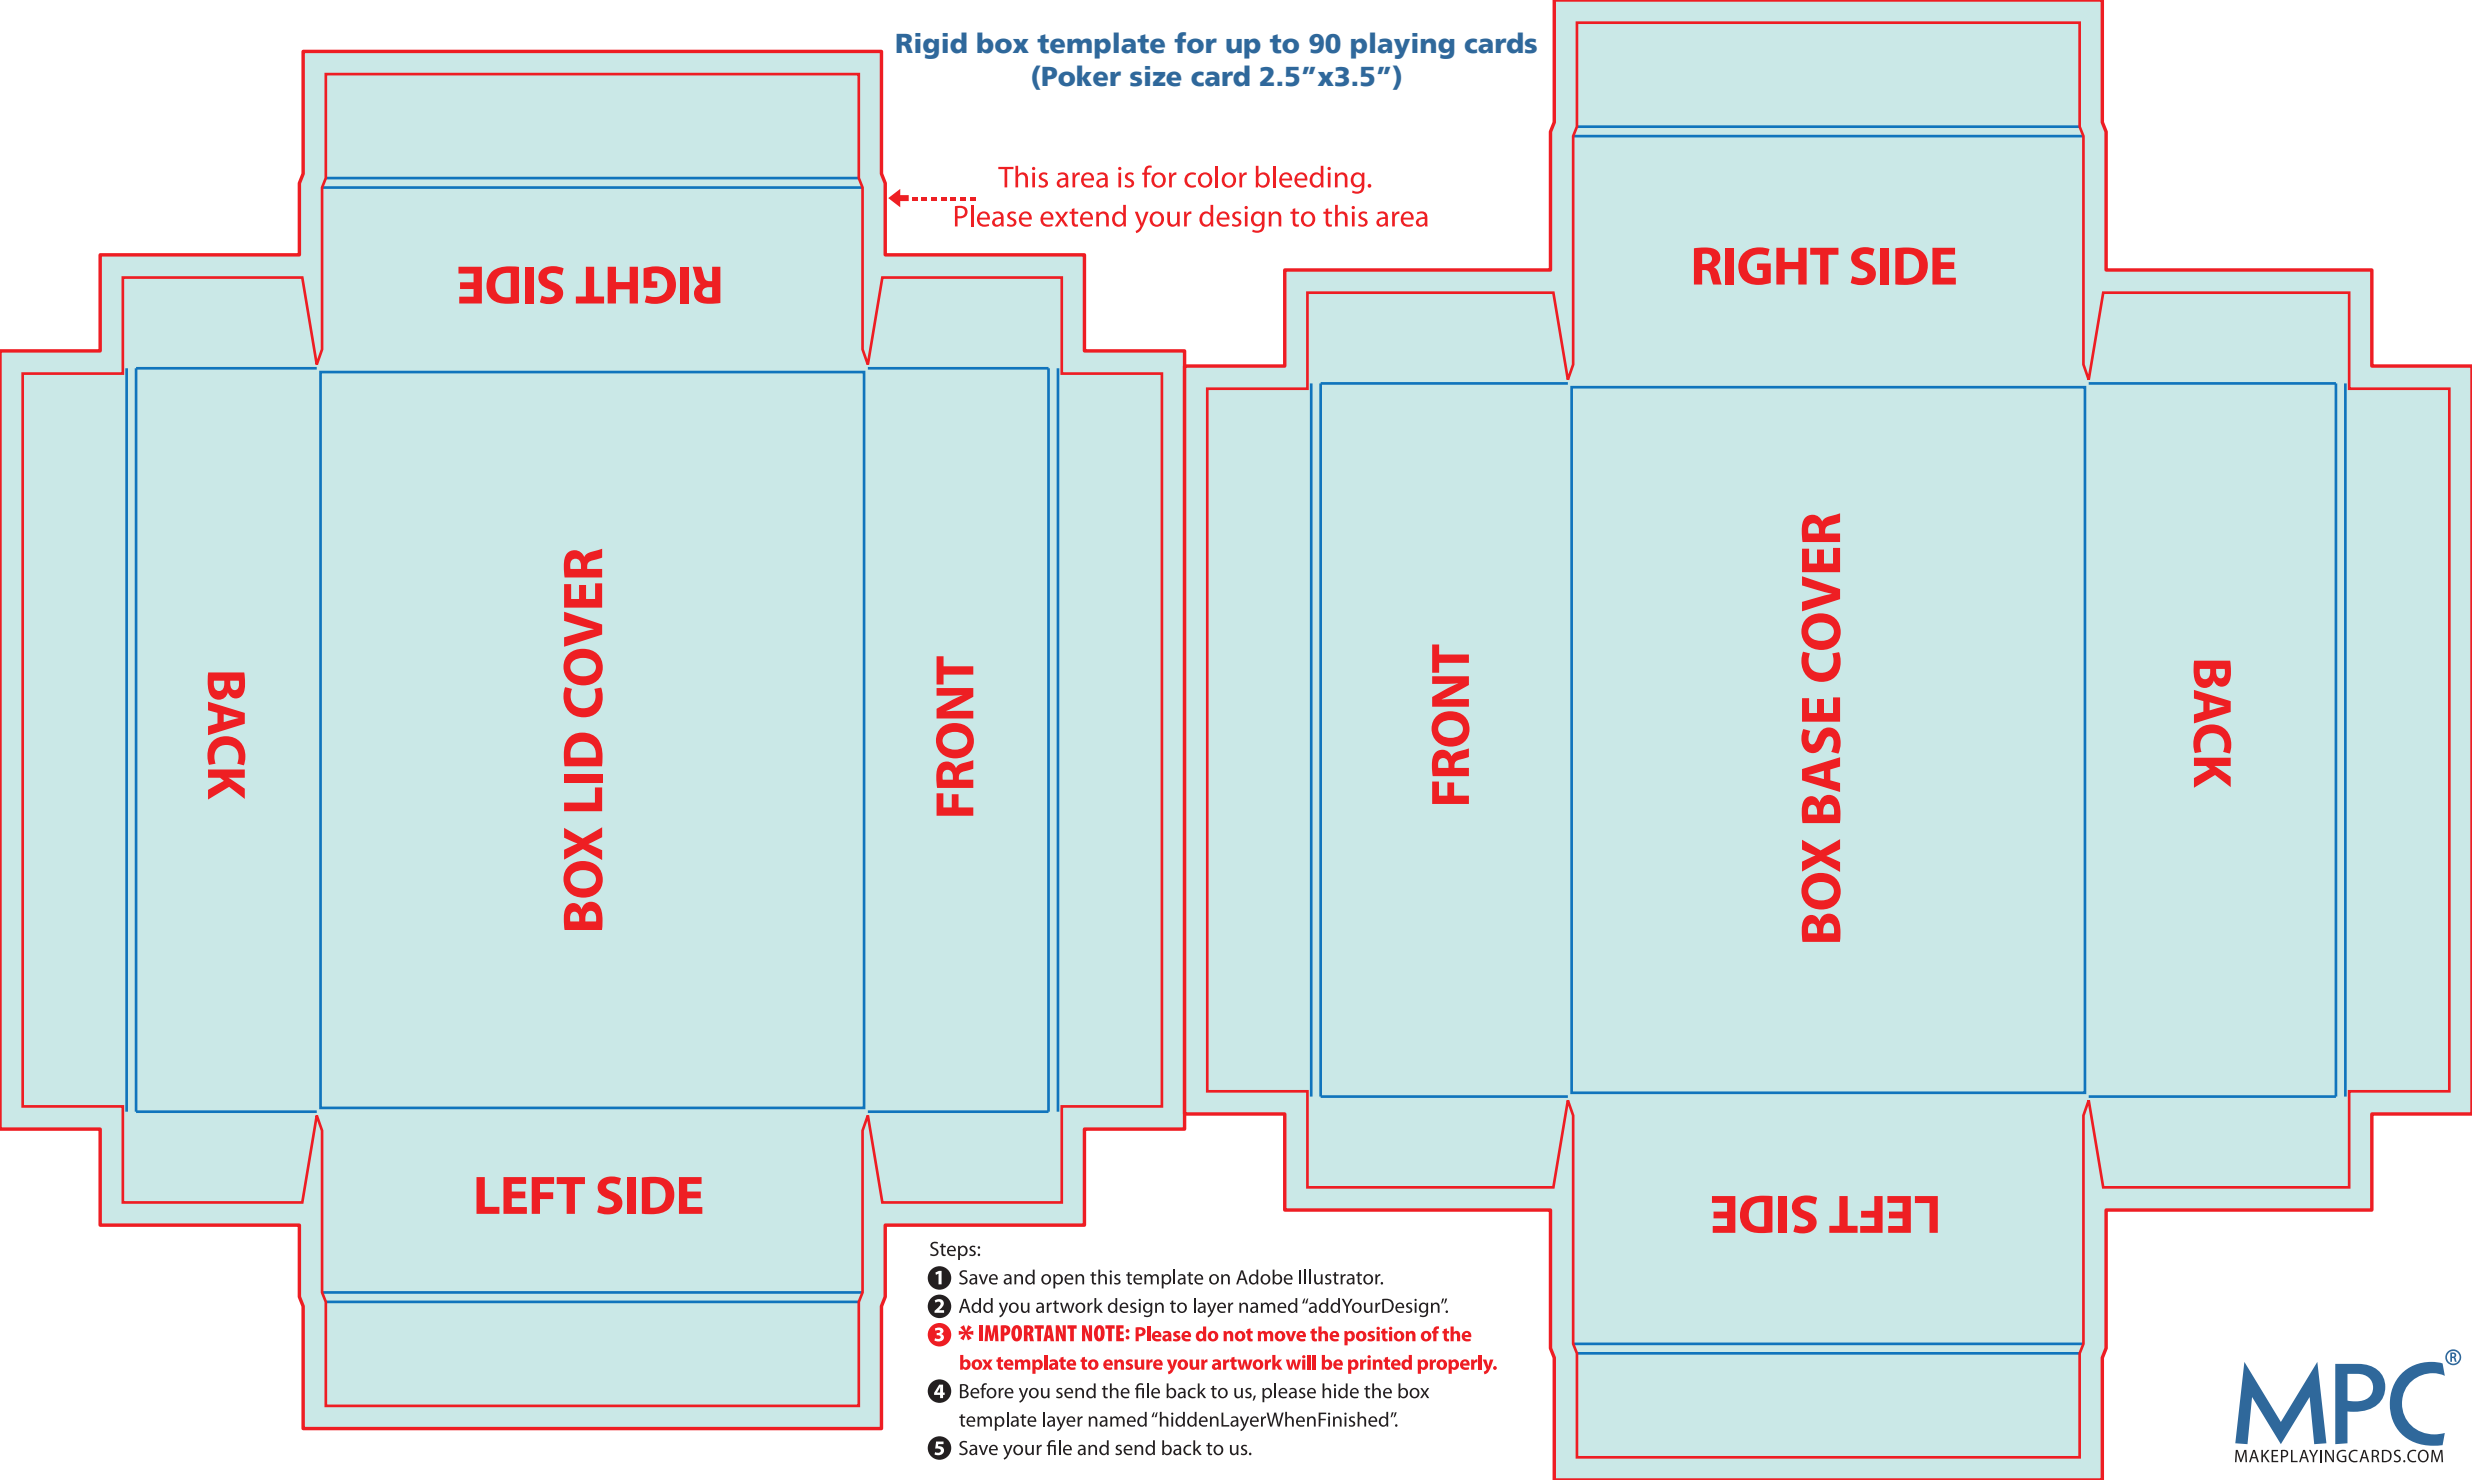 Rigid box template for up to 90 playing cards
(Poker size card 2.5”x3.5”)
This area is for color bleeding.
Please extend your design to this area
RIGHT SIDE
BACK
BOX LID COVER
FRONT
LEFT SIDE
RIGHT SIDE
FRONT
BOX BASE COVER
BACK
LEFT SIDE
Steps:
1 Save and open this template on Adobe Illustrator.
2 Add you artwork design to layer named “addYourDesign”.
3 * IMPORTANT NOTE: Please do not move the position of the
box template to ensure your artwork will be printed properly.
4 Before you send the file back to us, please hide the box
template layer named “hiddenLayerWhenFinished”.
5 Save your file and send back to us.
MPC®
MAKEPLAYINGCARDS.COM